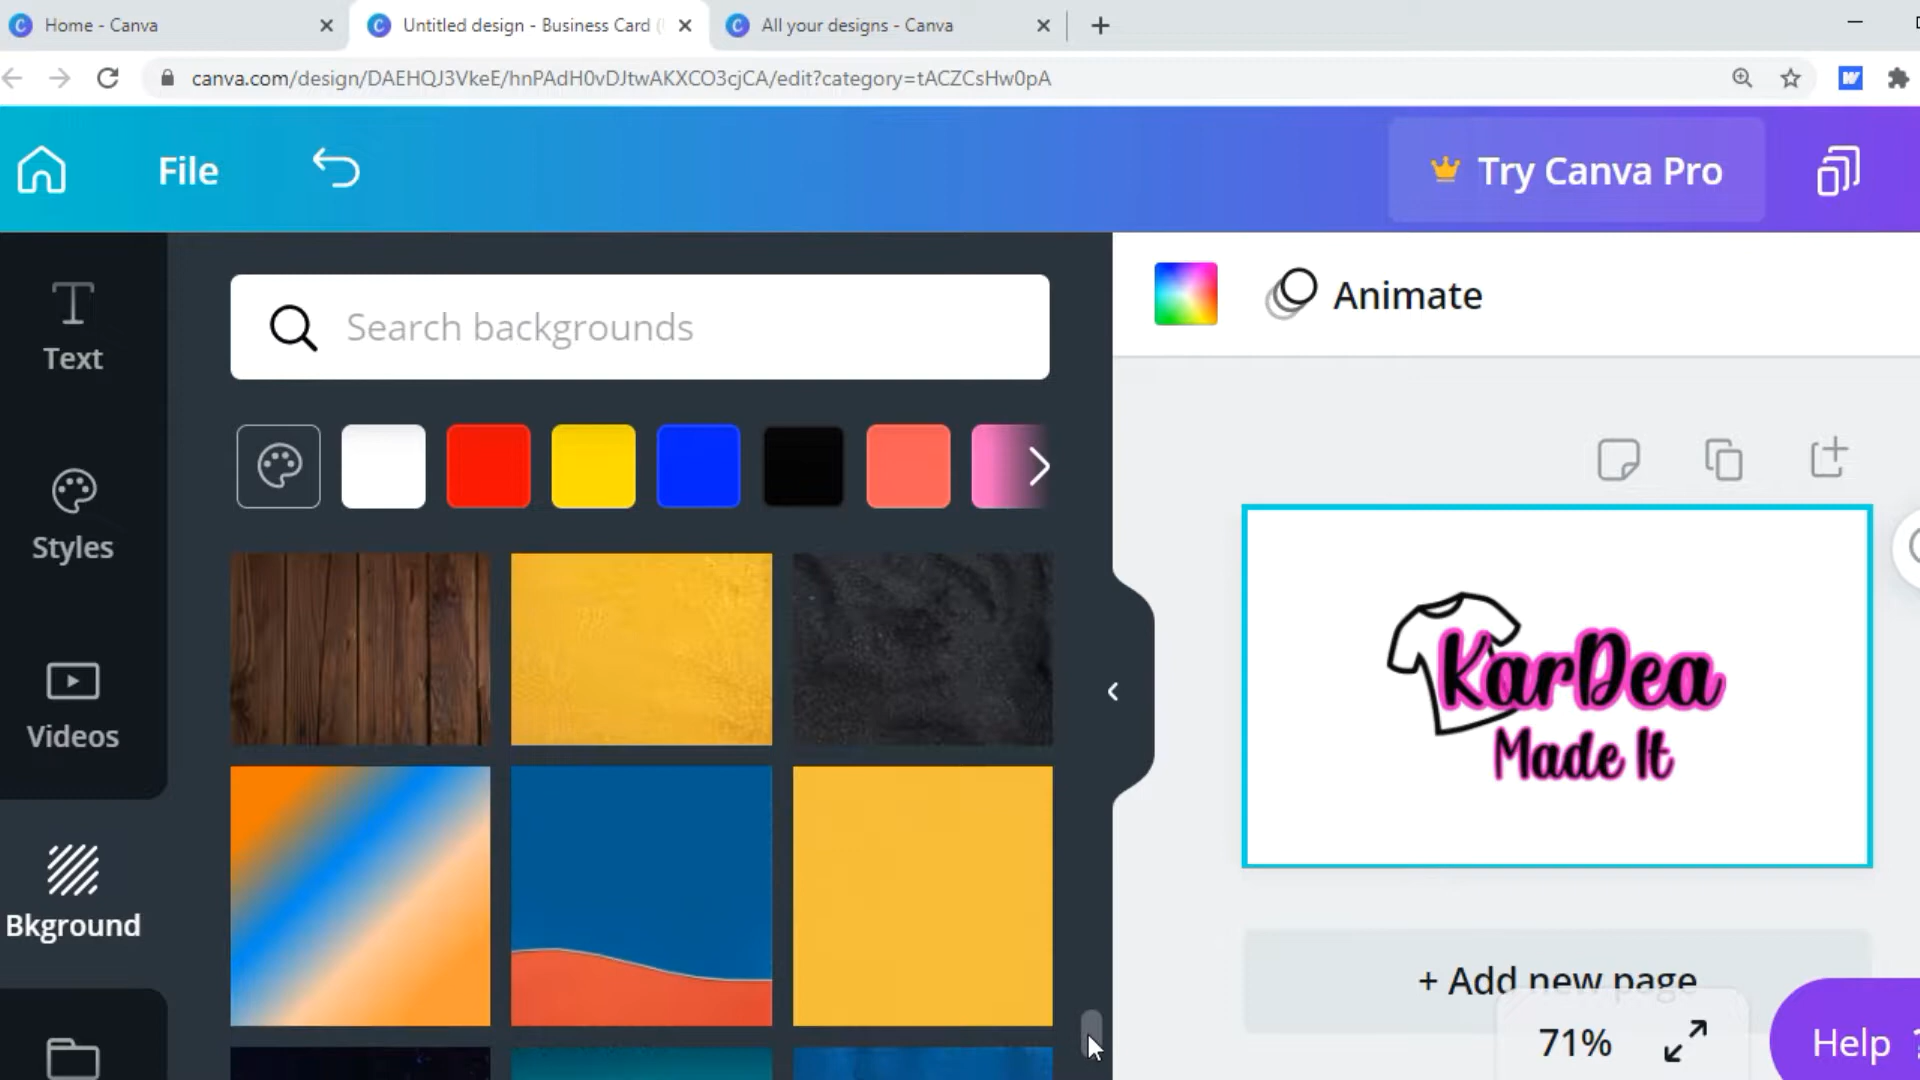 Home - Canva
Untitled design - Business Card (
All your designs - Canva
canva.com/design/DAEHQJ3VkeE/hnPAdH0vDJtwAKXCO3cjCA/edit?category=tACZCsHw0pA
File
Try Canva Pro
Text
Styles
Videos
Bkground
Search backgrounds
Animate
KarDea
Made It
+ Add new page
71%
Help ?